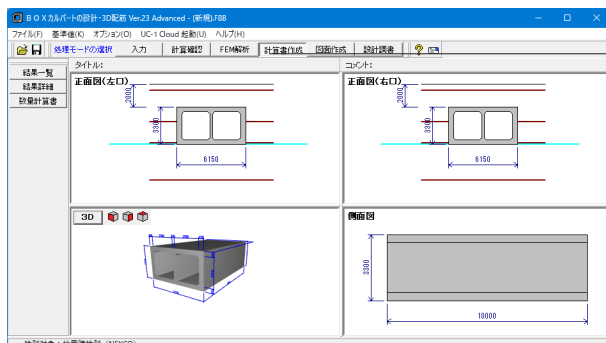 BOXカルバートの設計・3D配筋 Ver.23 Advanced - (新規).F8B
ファイル(F) 基準値(K) オプション(O) UC-1 Cloud 起動(U) ヘルプ(H)
処理モードの選択 入力 計算確認 FEM解析 計算書作成 図面作成 設計調書
結果一覧
結果詳細
数量計算書
タイトル: コメント:
正面図(左口)
2000
3300
6150
正面図(右口)
2000
3300
6150
3D
側面図
3300
10000